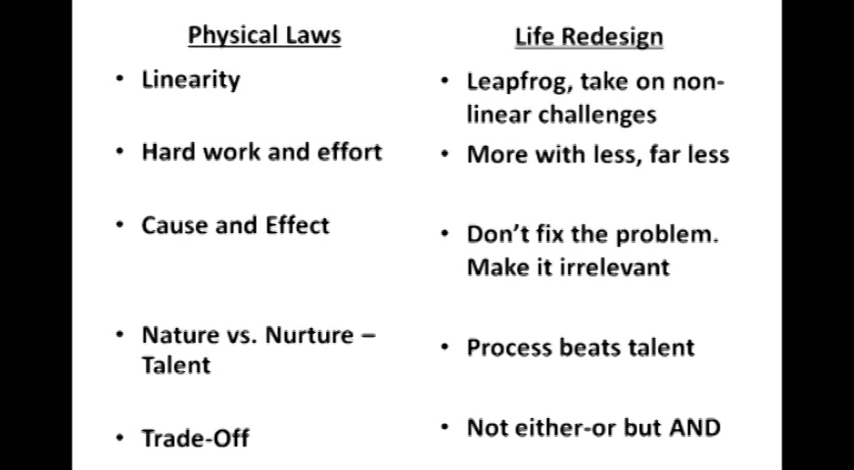 Physical Laws
• Linearity
• Hard work and effort
• Cause and Effect
• Nature vs. Nurture –
Talent
• Trade-Off
Life Redesign
• Leapfrog, take on non-
linear challenges
• More with less, far less
• Don't fix the problem.
Make it irrelevant
• Process beats talent
• Not either-or but AND